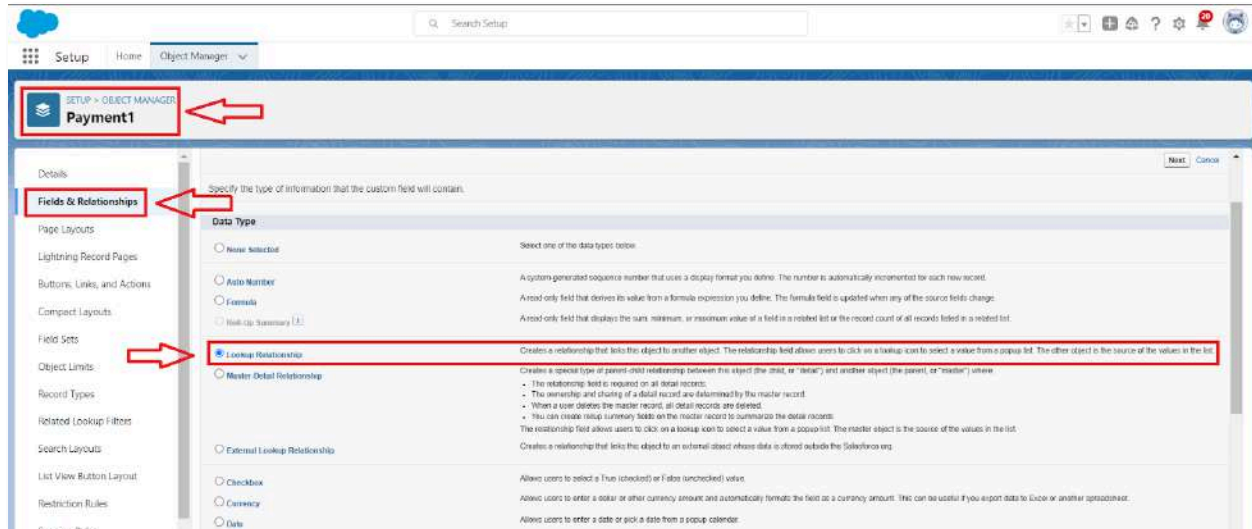 Search Setup
20
Setup Home Object Manager
SETUP > OBJECT MANAGER
Payment1
Details
Fields & Relationships
Page Layouts
Lightning Record Pages
Buttons, Links, and Actions
Compact Layouts
Field Sets
Object Limits
Record Types
Related Lookup Filters
Search Layouts
List View Button Layout
Restriction Rules
Next Cancel
Specify the type of information that the custom field will contain.
Data Type
None Selected Select one of the data types below.
Auto Number A system-generated sequence number that uses a display format you define. The number is automatically incremented for each new record.
Formula A read-only field that derives its value from a formula expression you define. The formula field is updated when any of the source fields change.
Roll-Up Summary A read-only field that displays the sum, minimum, or maximum value of a field in a related list or the record count of all records listed in a related list.
Lookup Relationship Creates a relationship that links this object to another object. The relationship field allows users to click on a lookup icon to select a value from a popup list. The other object is the source of the values in the list.
Master-Detail Relationship Creates a special type of parent-child relationship between this object (the child, or "detail") and another object (the parent, or "master") where:
• The relationship field is required on all detail records.
• The ownership and sharing of a detail record are determined by the master record.
• When a user deletes the master record, all detail records are deleted.
• You can create rollup summary fields on the master record to summarize the detail records.
The relationship field allows users to click on a lookup icon to select a value from a popup list. The master object is the source of the values in the list.
External Lookup Relationship Creates a relationship that links this object to an external object whose data is stored outside the Salesforce org.
Checkbox Allows users to select a True (checked) or False (unchecked) value.
Currency Allows users to enter a dollar or other currency amount and automatically formats the field as a currency amount. This can be useful if you export data to Excel or another spreadsheet.
Date Allows users to enter a date or pick a date from a popup calendar.